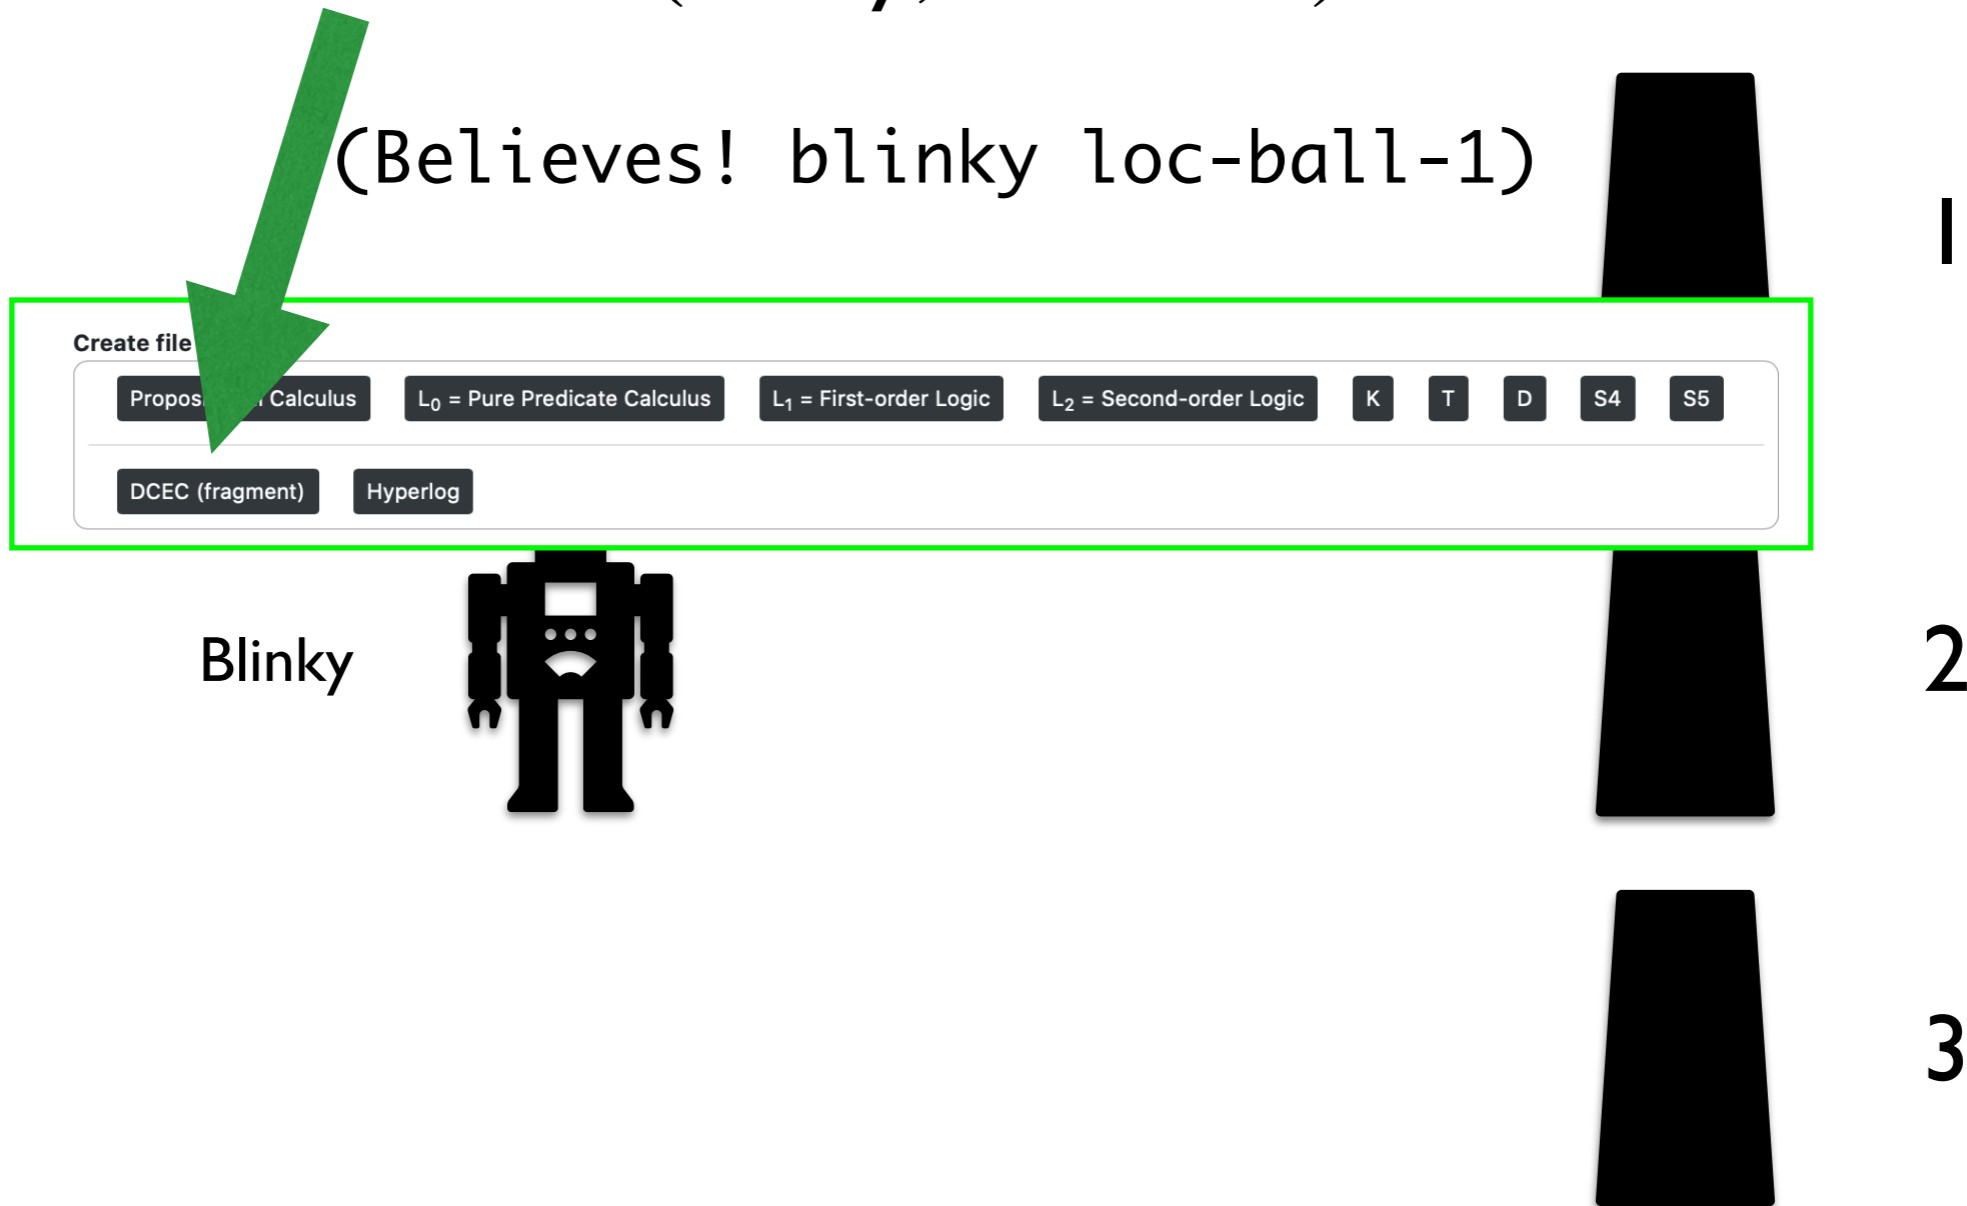 (Believes! blinky loc-ball-1)
1
Create file
Calculus L₀ = Pure Predicate Calculus L₁ = First-order Logic L₂ = Second-order Logic K T D S4 S5
DCEC (fragment) Hyperlog
Blinky
2
3